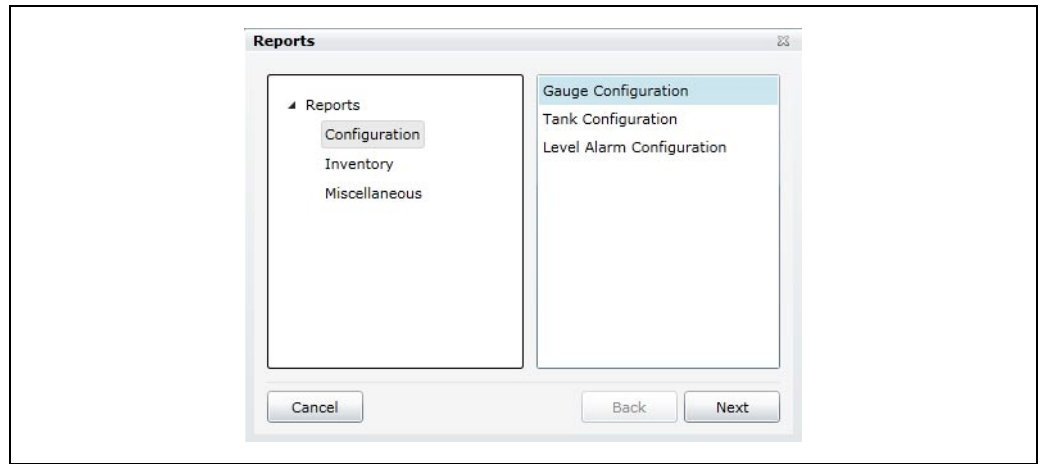 Reports
Reports
Configuration
Inventory
Miscellaneous
Gauge Configuration
Tank Configuration
Level Alarm Configuration
Cancel
Back
Next